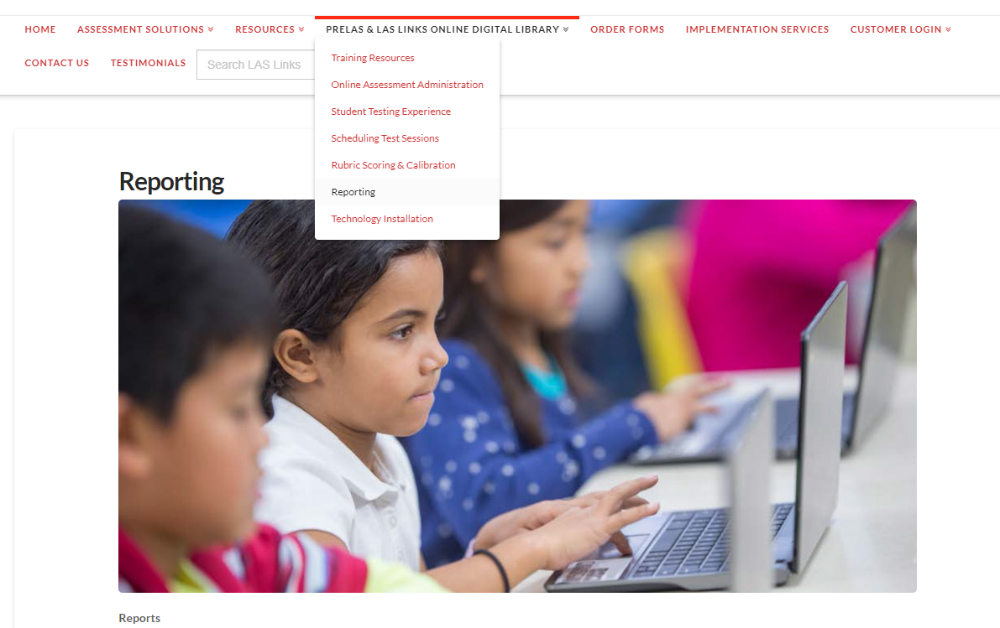 HOME ASSESSMENT SOLUTIONS RESOURCES PRELAS & LAS LINKS ONLINE DIGITAL LIBRARY ORDER FORMS IMPLEMENTATION SERVICES CUSTOMER LOGIN
CONTACT US TESTIMONIALS Search LAS Links
Training Resources
Online Assessment Administration
Student Testing Experience
Scheduling Test Sessions
Rubric Scoring & Calibration
Reporting
Technology Installation
Reporting
Reports